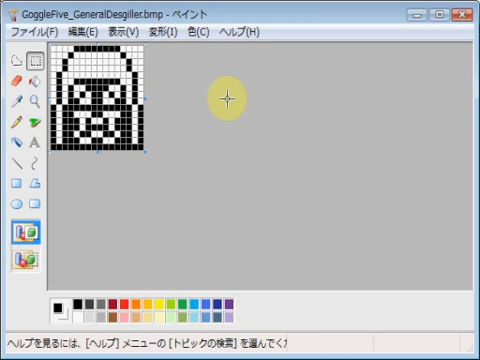 GoggleFive_GeneralDesgiller.bmp - ペイント
ファイル(F) 編集(E) 表示(V) 変形(I) 色(C) ヘルプ(H)
A
ヘルプを見るには、[ヘルプ] メニューの [トピックの検索] を選んでくだ